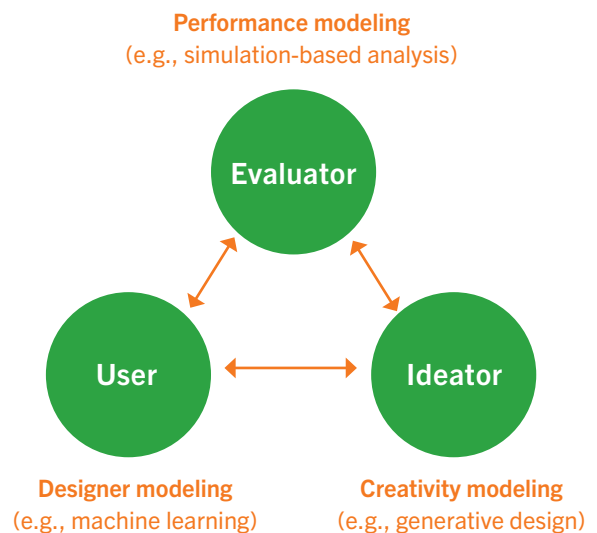 Performance modeling
(e.g., simulation-based analysis)
Evaluator
User
Ideator
Designer modeling
(e.g., machine learning)
Creativity modeling
(e.g., generative design)